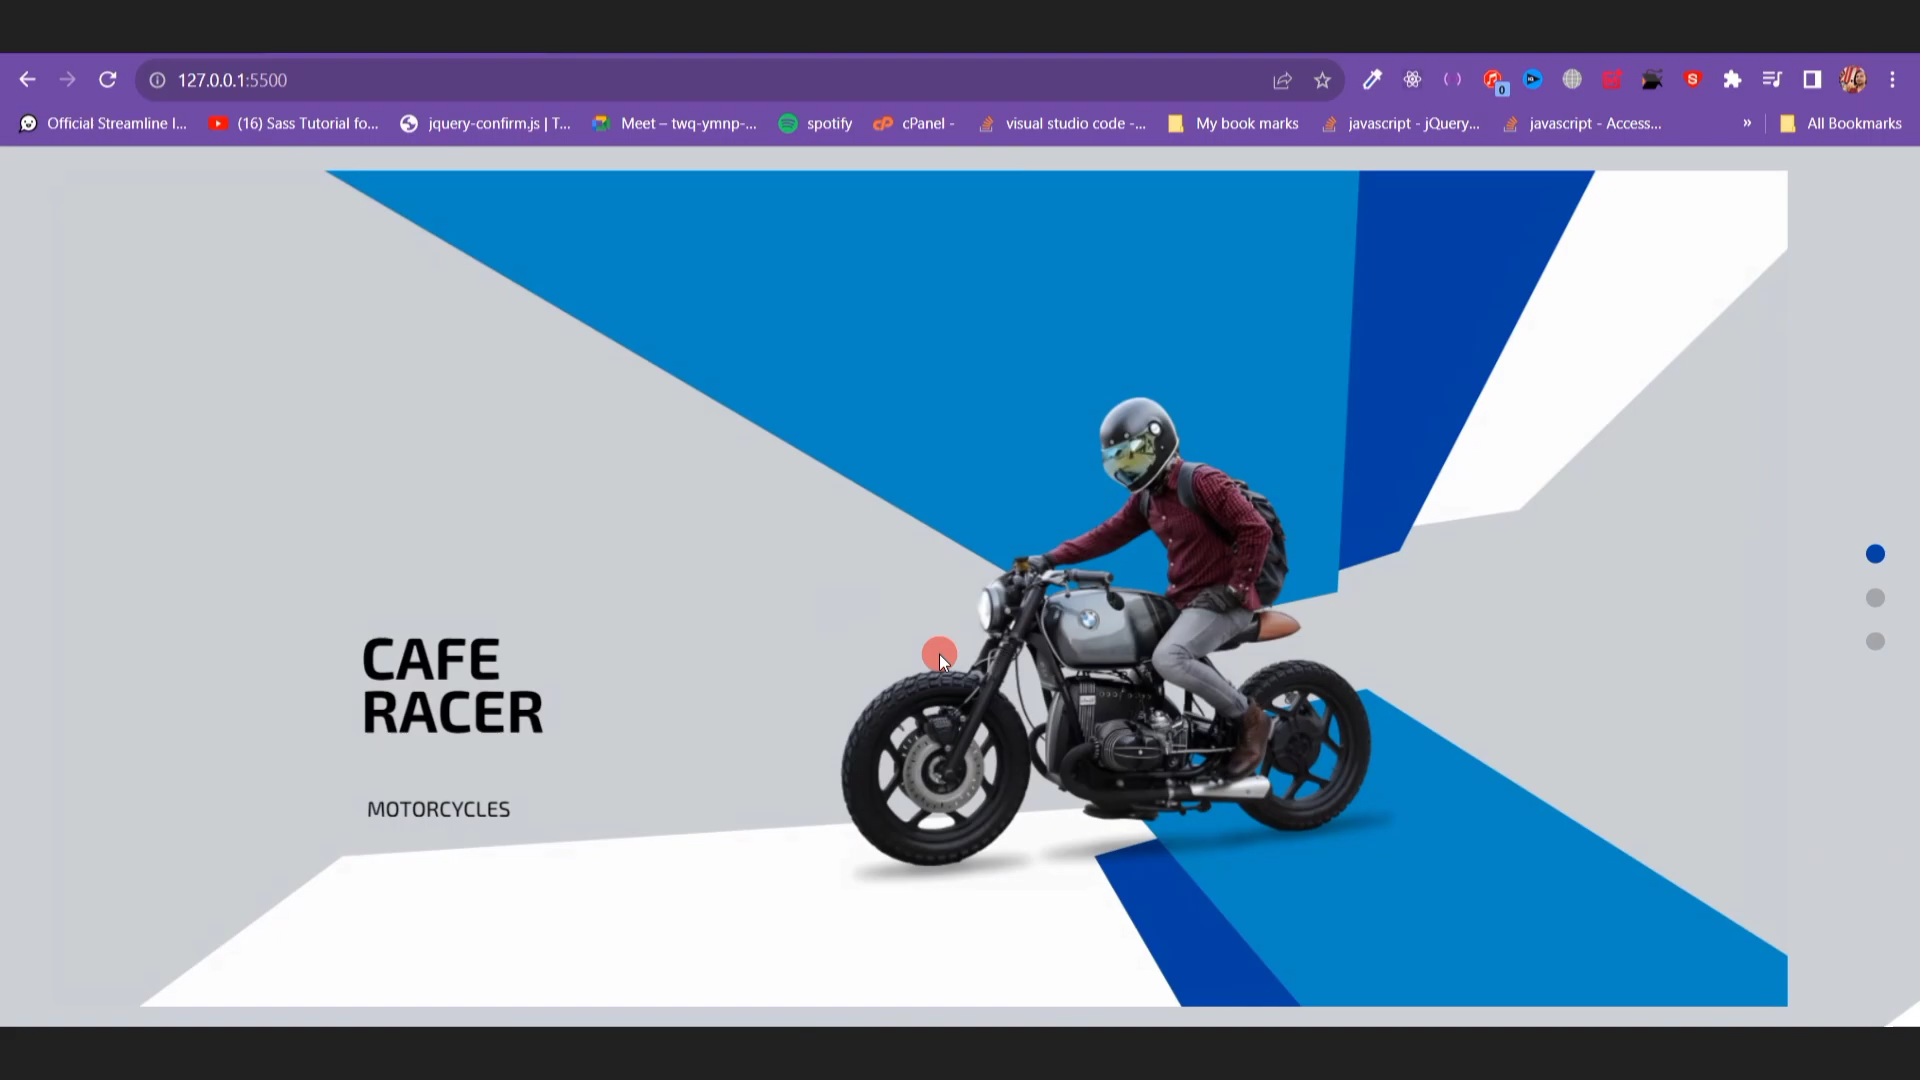 127.0.0.1:5500
0
S
Official Streamline I...
(16) Sass Tutorial fo...
jquery-confirm.js | T...
Meet – twq-ymnp-...
spotify
cPanel -
visual studio code -...
My book marks
javascript - jQuery...
javascript - Access...
»
All Bookmarks
CAFE
RACER
MOTORCYCLES